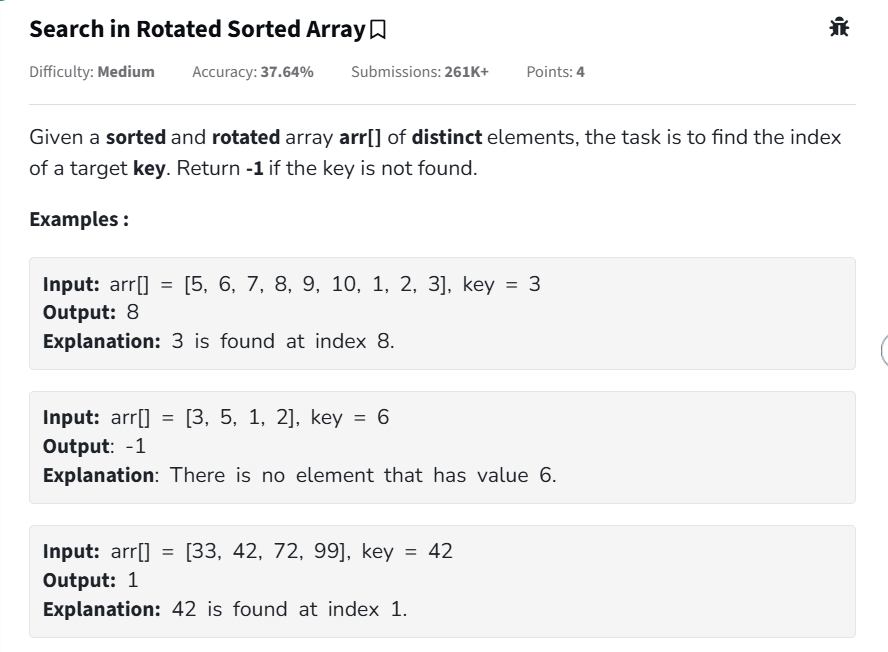 Search in Rotated Sorted Array
Difficulty: Medium Accuracy: 37.64% Submissions: 261K+ Points: 4
Given a sorted and rotated array arr[] of distinct elements, the task is to find the index
of a target key. Return -1 if the key is not found.
Examples :
Input: arr[] = [5, 6, 7, 8, 9, 10, 1, 2, 3], key = 3
Output: 8
Explanation: 3 is found at index 8.
Input: arr[] = [3, 5, 1, 2], key = 6
Output: -1
Explanation: There is no element that has value 6.
Input: arr[] = [33, 42, 72, 99], key = 42
Output: 1
Explanation: 42 is found at index 1.